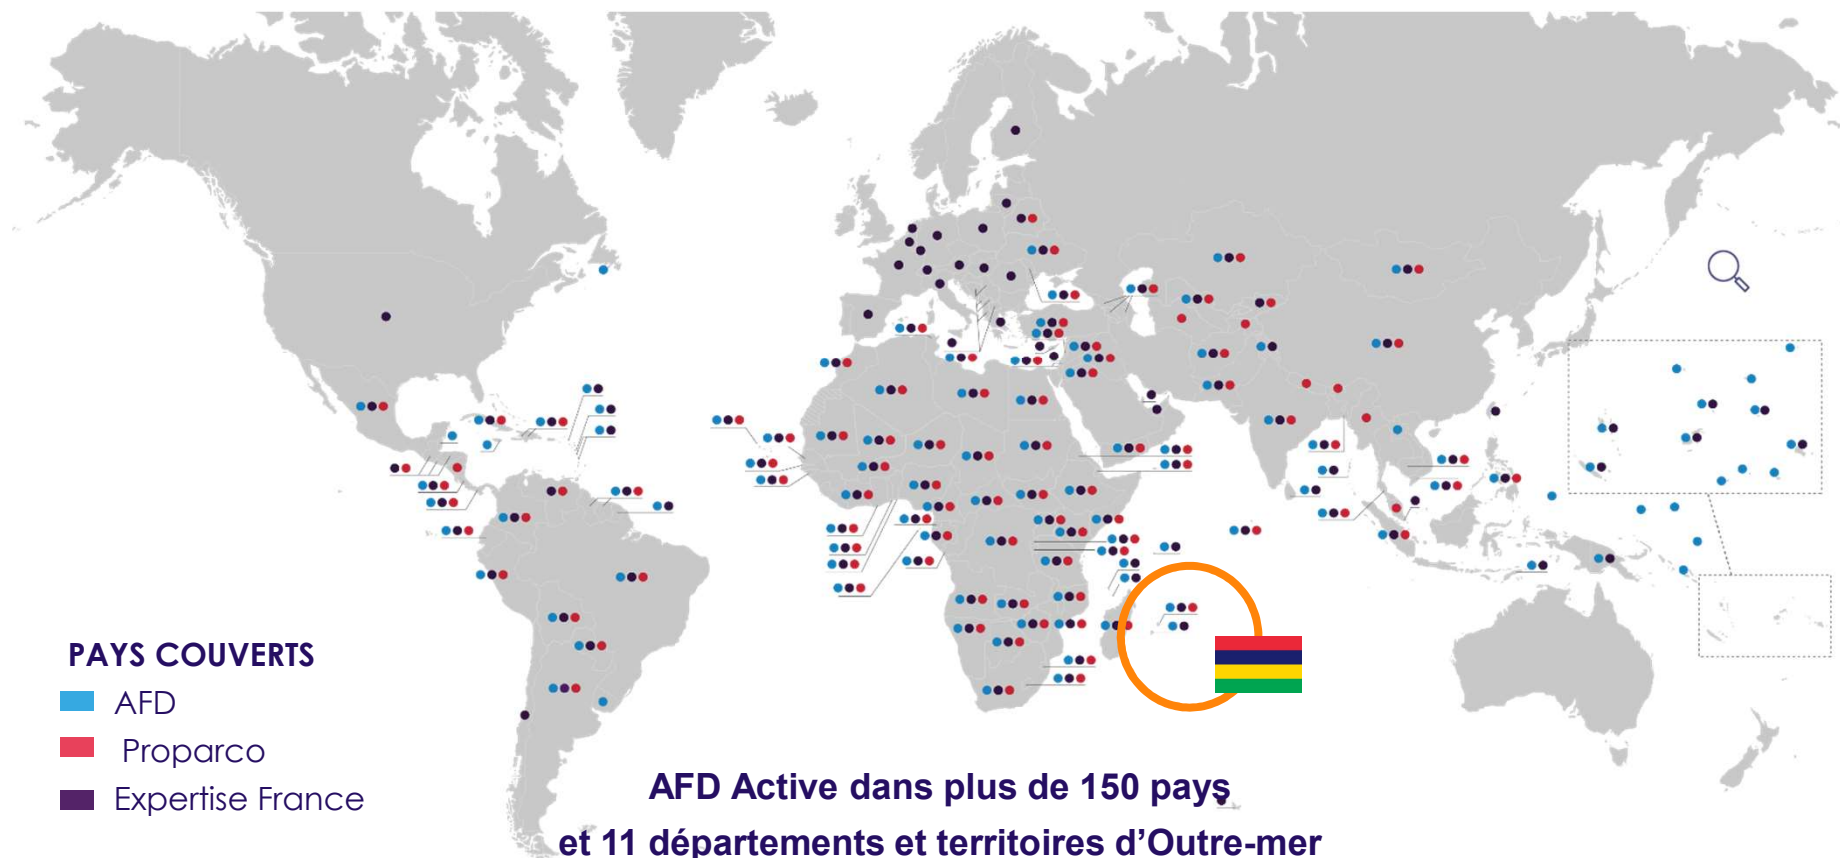 PAYS COUVERTS
AFD
Proparco
Expertise France
AFD Active dans plus de 150 pays
et 11 départements et territoires d’Outre-mer